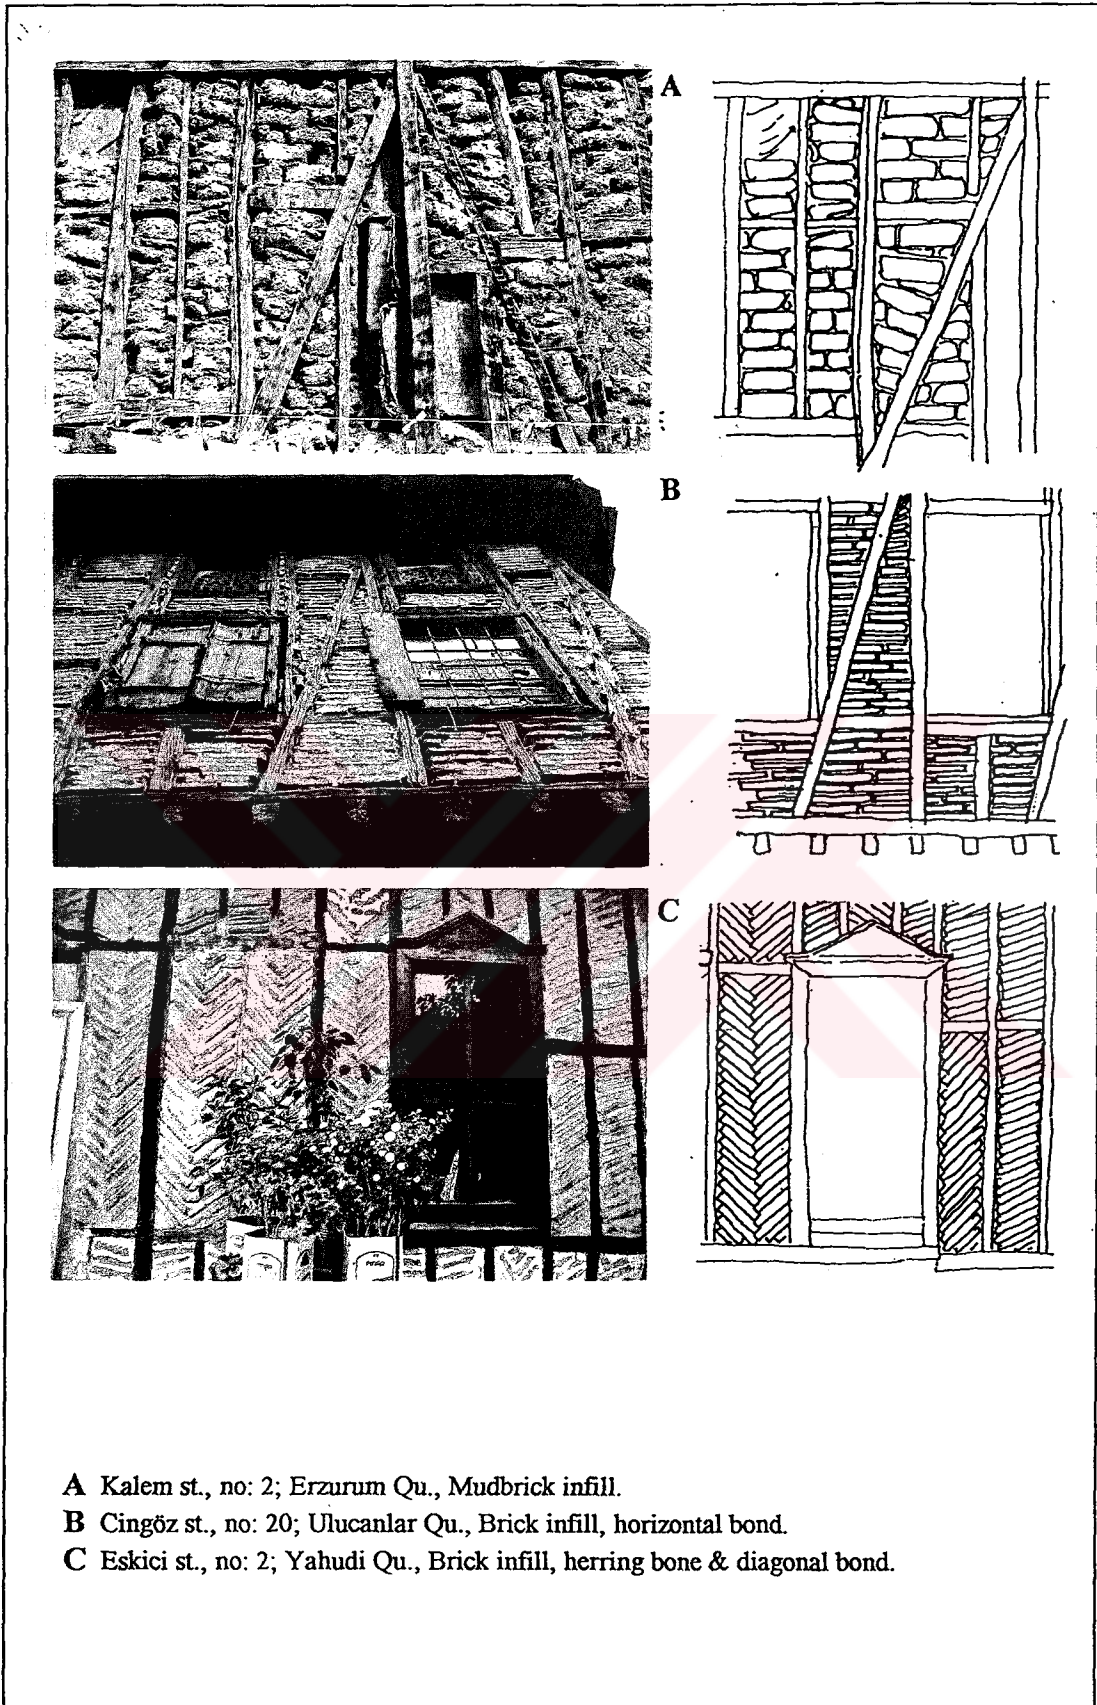 A
B
C
A Kalem st., no: 2; Erzurum Qu., Mudbrick infill.
B Cingöz st., no: 20; Ulucanlar Qu., Brick infill, horizontal bond.
C Eskici st., no: 2; Yahudi Qu., Brick infill, herring bone & diagonal bond.